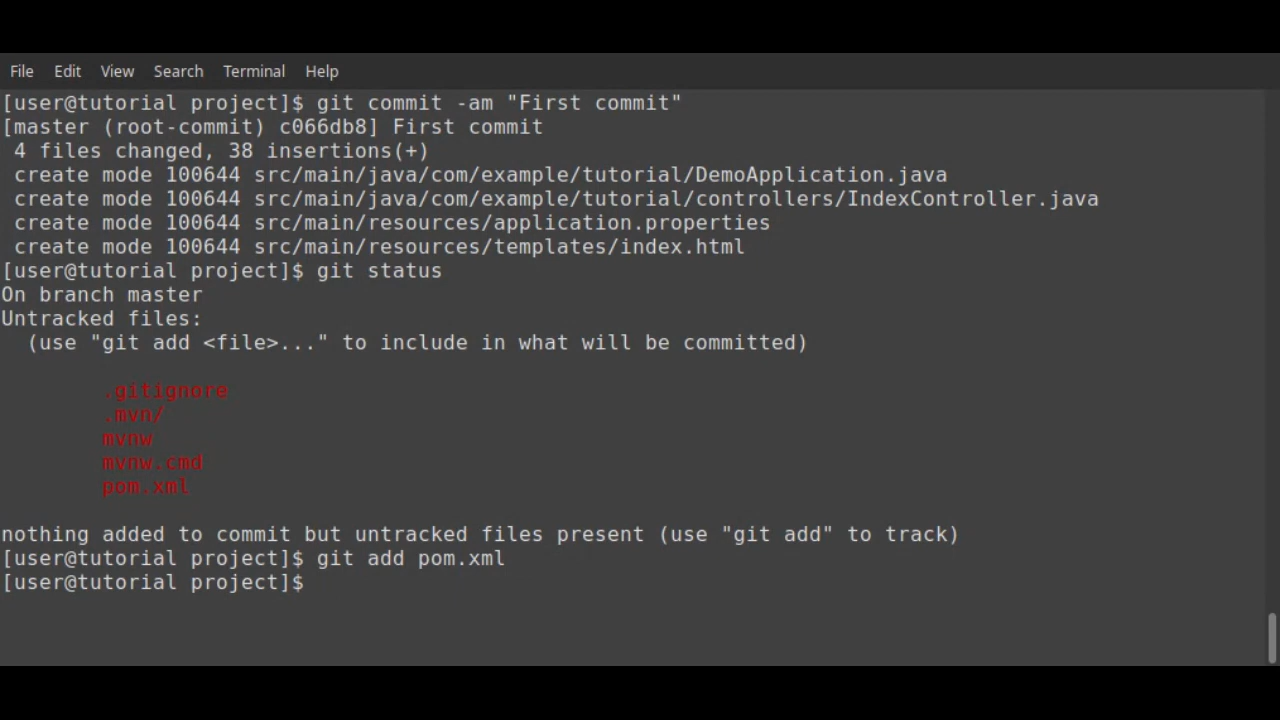 File Edit View Search Terminal Help
[user@tutorial project]$ git commit -am "First commit"
[master (root-commit) c066db8] First commit
 4 files changed, 38 insertions(+)
 create mode 100644 src/main/java/com/example/tutorial/DemoApplication.java
 create mode 100644 src/main/java/com/example/tutorial/controllers/IndexController.java
 create mode 100644 src/main/resources/application.properties
 create mode 100644 src/main/resources/templates/index.html
[user@tutorial project]$ git status
On branch master
Untracked files:
  (use "git add <file>..." to include in what will be committed)
        .gitignore
        .mvn/
        mvnw
        mvnw.cmd
        pom.xml
nothing added to commit but untracked files present (use "git add" to track)
[user@tutorial project]$ git add pom.xml
[user@tutorial project]$